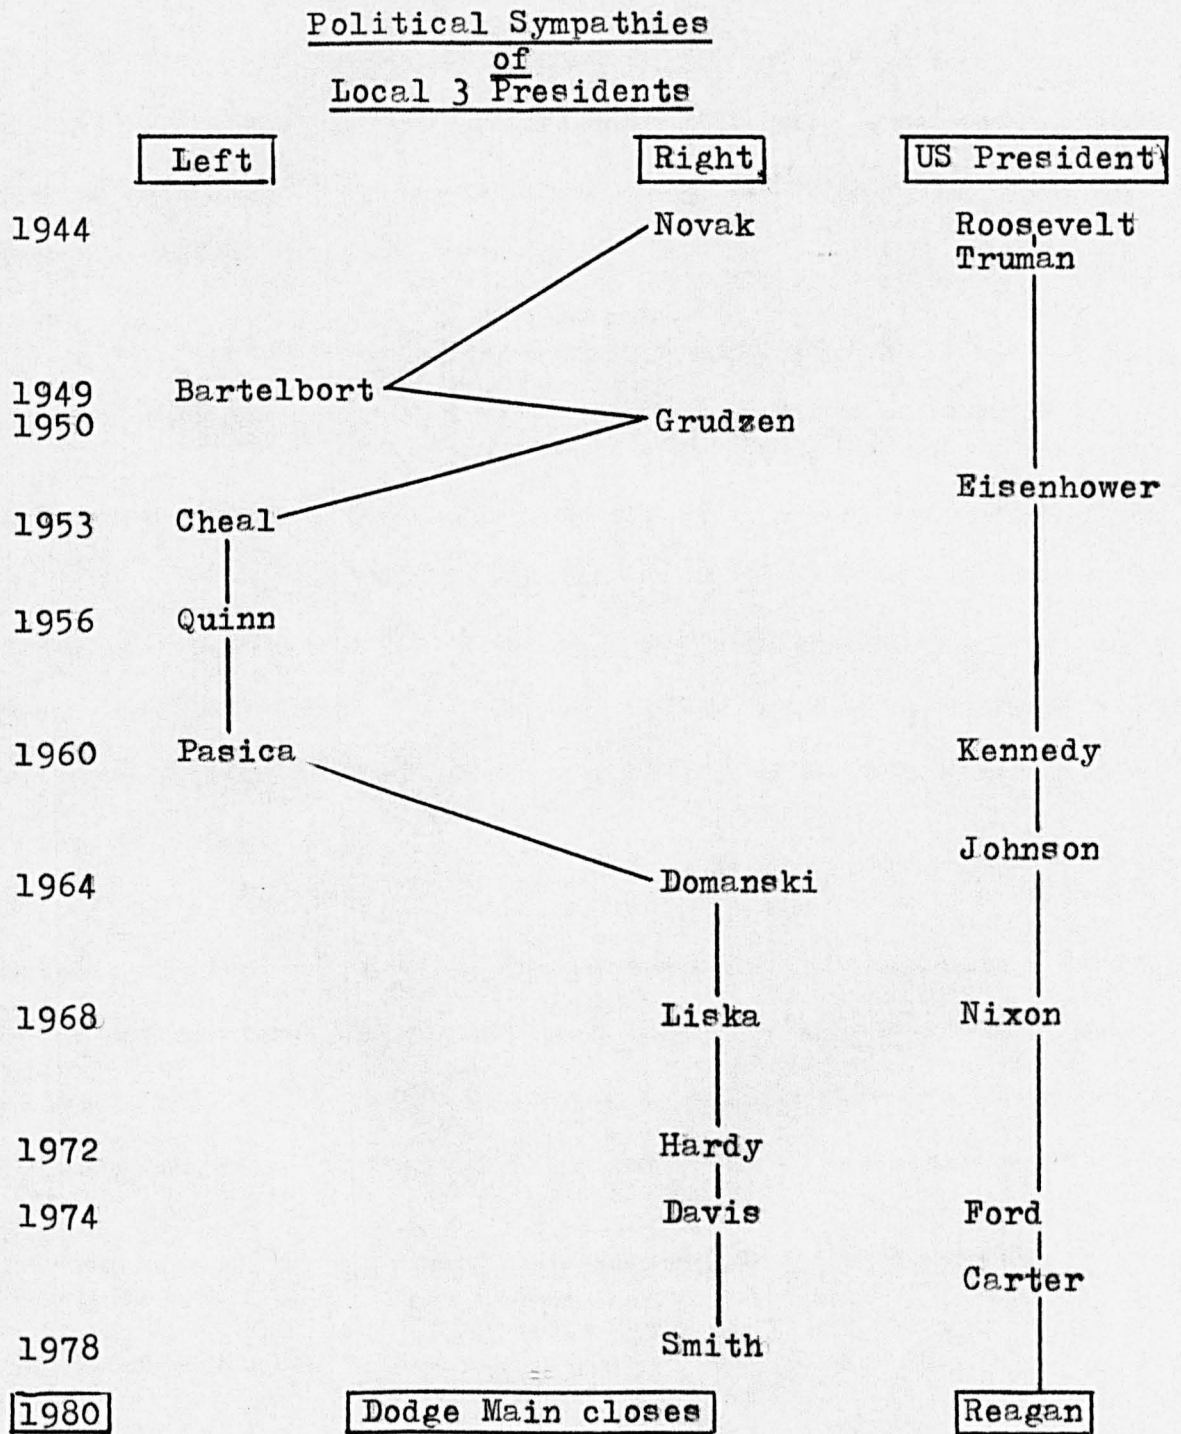 Political Sympathies
of
Local 3 Presidents
Left Right US President
1944 Novak Roosevelt
Truman
1949 Bartelbort
1950 Grudzen
Eisenhower
1953 Cheal
1956 Quinn
1960 Pasica Kennedy
Johnson
1964 Domanski
1968 Liska Nixon
1972 Hardy
1974 Davis Ford
Carter
1978 Smith
1980 Dodge Main closes Reagan